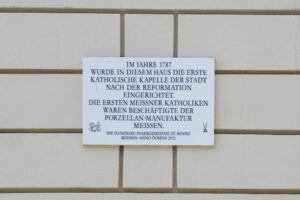 IM JAHRE 1787
WURDE IN DIESEM HAUS DIE ERSTE
KATHOLISCHE KAPELLE DER STADT
NACH DER REFORMATION
EINGERICHTET.
DIE ERSTEN MEISSNER KATHOLIKEN
WAREN BESCHÄFTIGTE DER
PORZELLAN-MANUFAKTUR
MEISSEN.
DIE DANKBARE PFARRGEMEINDE ST. BENNO
MEISSEN · ANNO DOMINI 2012